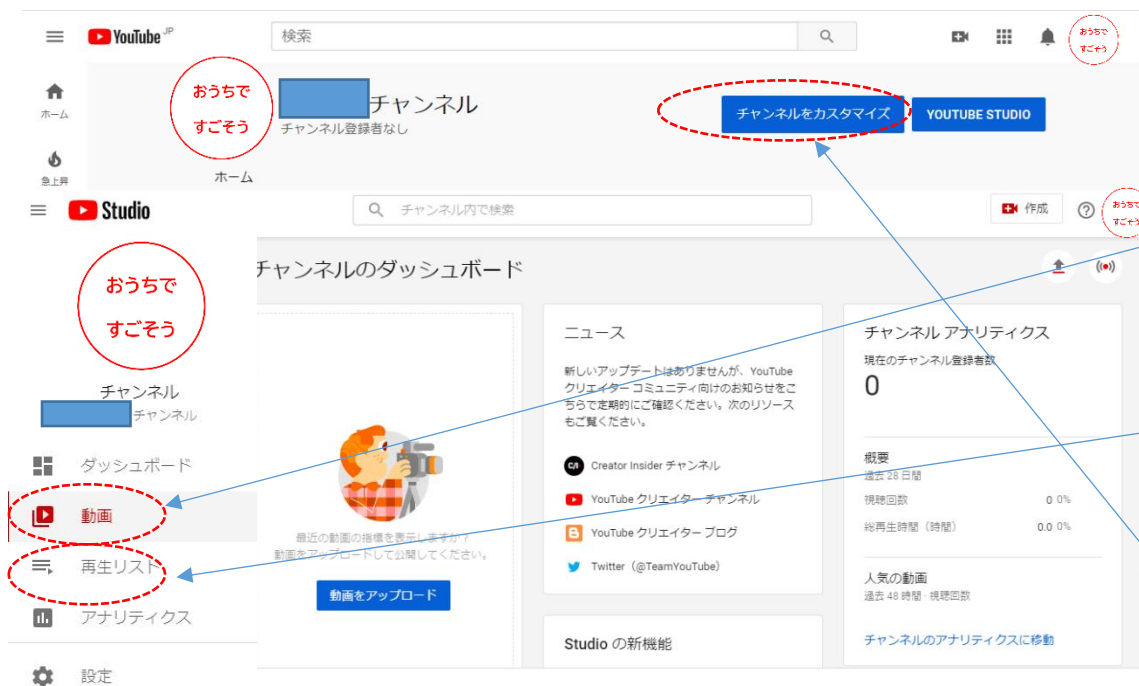 YouTube JP
検索
おうちで
すごそう
おうちで
すごそう
チャンネル
チャンネル登録者なし
チャンネルをカスタマイズ
YOUTUBE STUDIO
ホーム
急上昇
ホーム
Studio
チャンネル内で検索
作成
おうちで
すごそう
おうちで
すごそう
チャンネル
チャンネル
ダッシュボード
動画
再生リスト
アナリティクス
設定
チャンネルのダッシュボード
最近の動画の指標を表示しますか？
動画をアップロードして公開してください。
動画をアップロード
ニュース
新しいアップデートはありませんが、YouTube
クリエイター コミュニティ向けのお知らせをこ
ちらで定期的にご確認ください。次のリソース
もご覧ください。
Creator Insider チャンネル
YouTube クリエイター チャンネル
YouTube クリエイター ブログ
Twitter（@TeamYouTube）
Studio の新機能
チャンネル アナリティクス
現在のチャンネル登録者数
0
概要
過去 28 日間
視聴回数 0 0%
総再生時間（時間） 0.0 0%
人気の動画
過去 48 時間 · 視聴回数
チャンネルのアナリティクスに移動